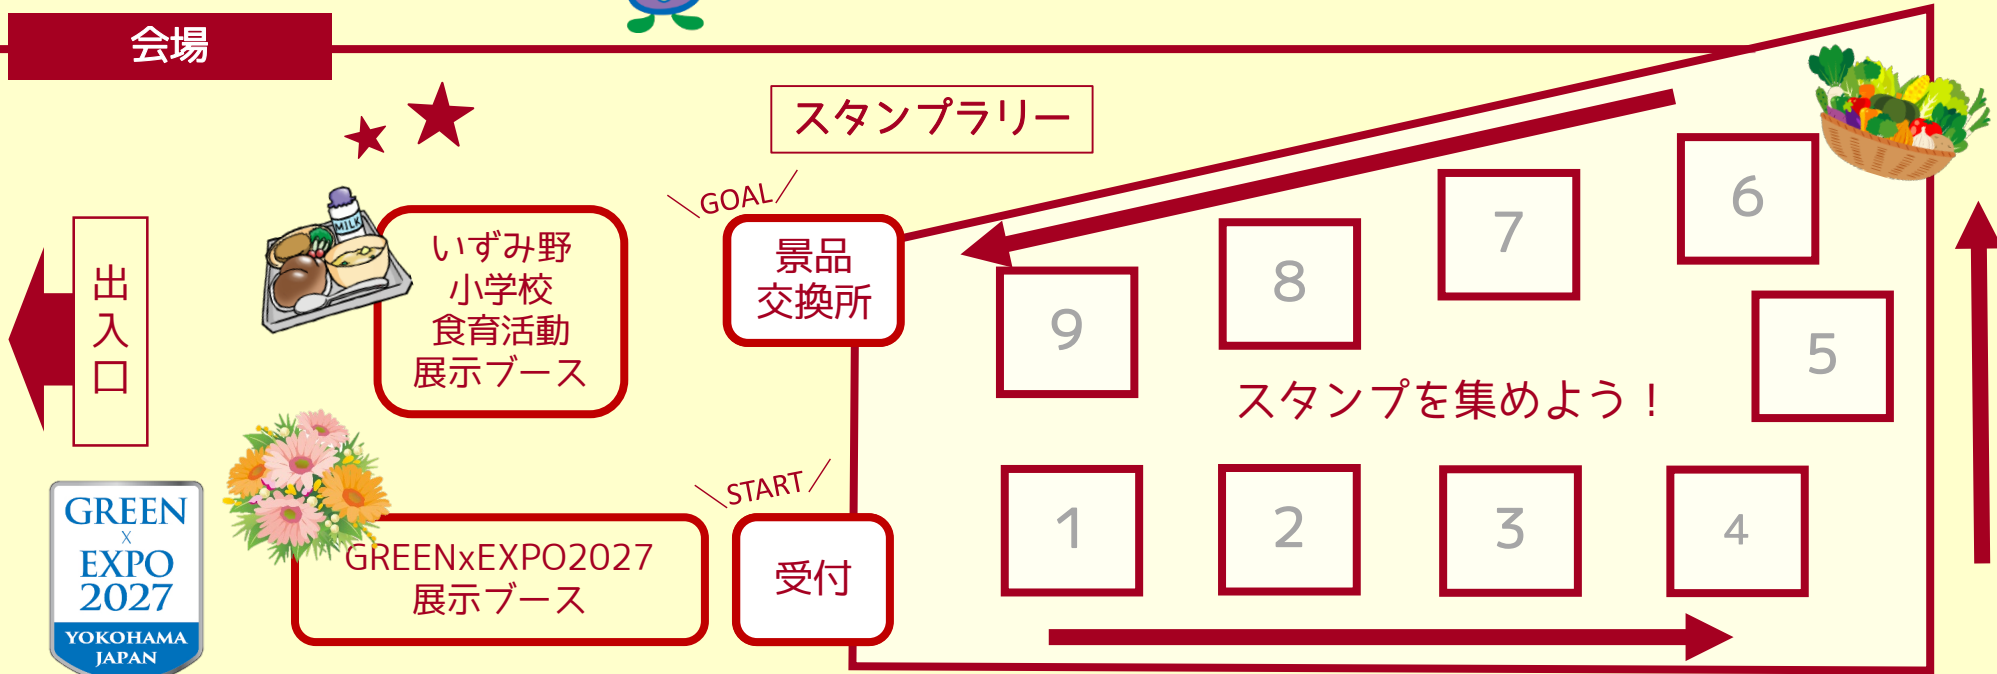 会場
スタンプラリー
GOAL
景品
交換所
いずみ野
小学校
食育活動
展示ブース
MILK
出入口
6
7
8
9
5
スタンプを集めよう！
START
受付
1
2
3
4
GREENxEXPO2027
展示ブース
GREEN
x
EXPO
2027
YOKOHAMA
JAPAN